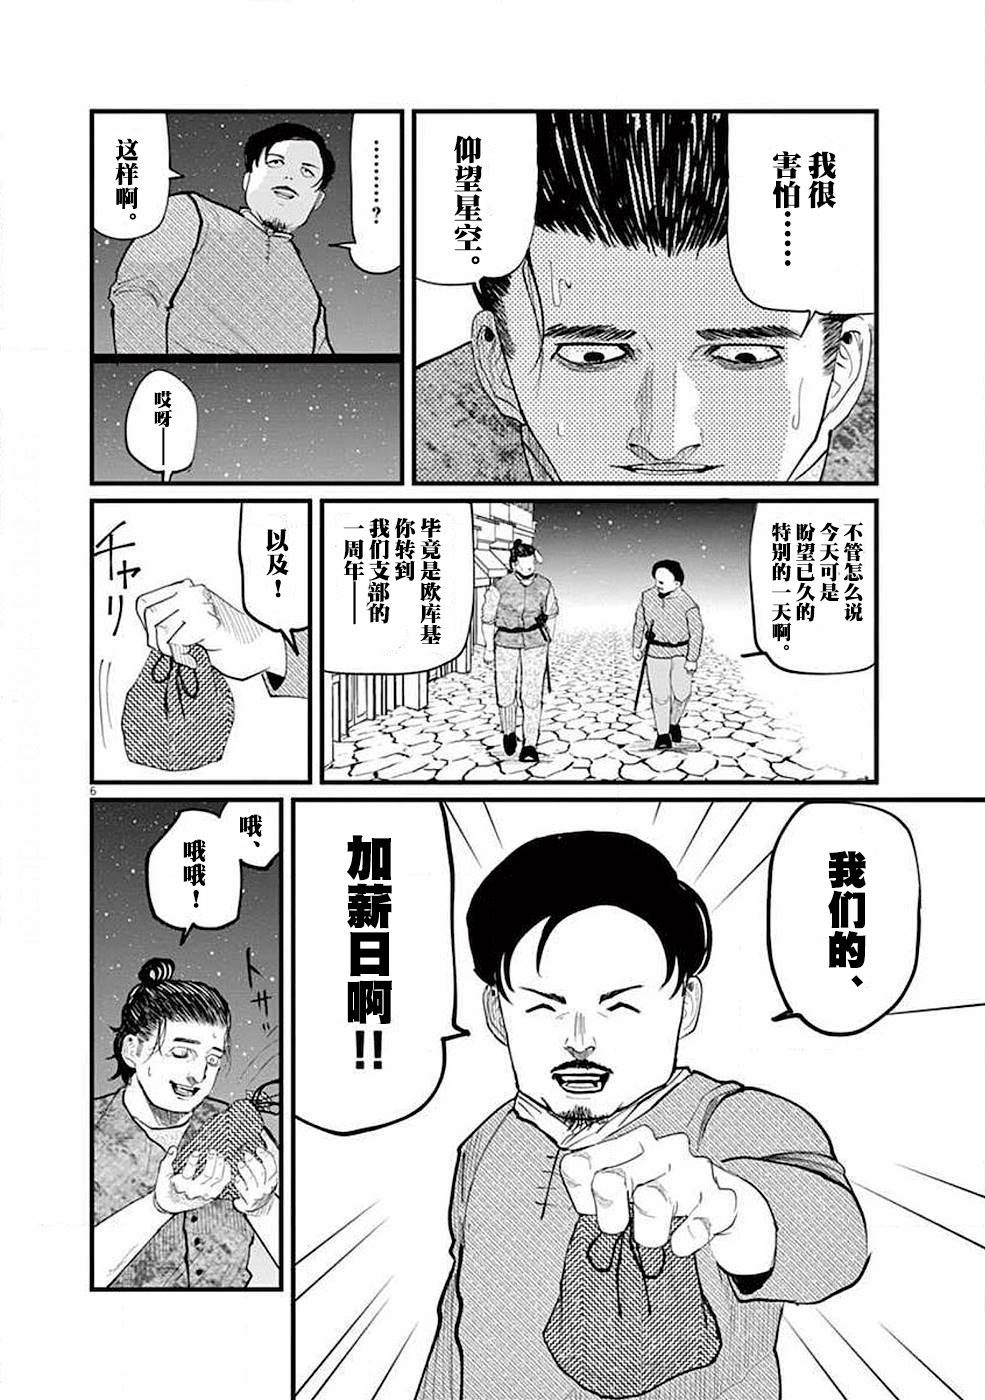 我很
害怕……
仰望星空。
………?
这样啊。
哎呀——
不管怎么说
今天可是
盼望已久的
特别的一天啊。
毕竟是欧库基
你转到
我们支部的
一周年——
以及！
チャリ
6
我们的、
加薪日啊!!
哦、
哦哦！
トサ